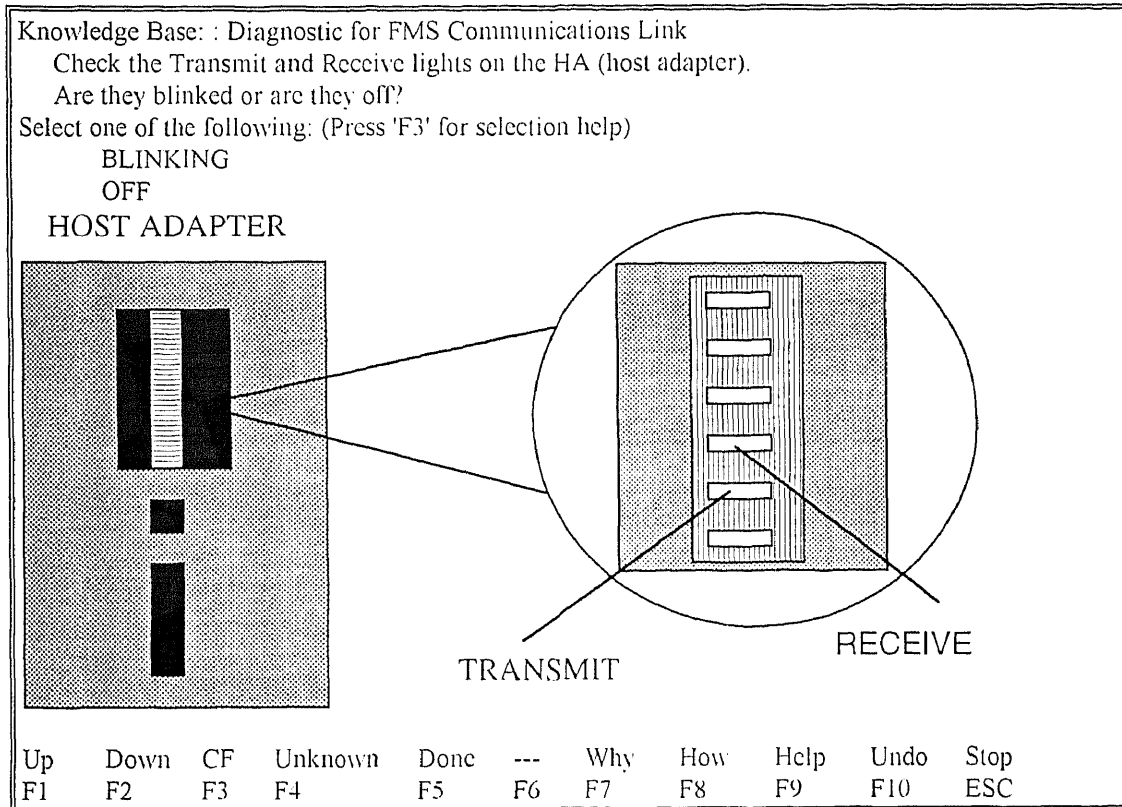 Knowledge Base: : Diagnostic for FMS Communications Link
Check the Transmit and Receive lights on the HA (host adapter).
Are they blinked or are they off?
Select one of the following: (Press 'F3' for selection help)
BLINKING
OFF
HOST ADAPTER
RECEIVE
TRANSMIT
Up Down CF Unknown Done --- Why How Help Undo Stop
F1 F2 F3 F4 F5 F6 F7 F8 F9 F10 ESC